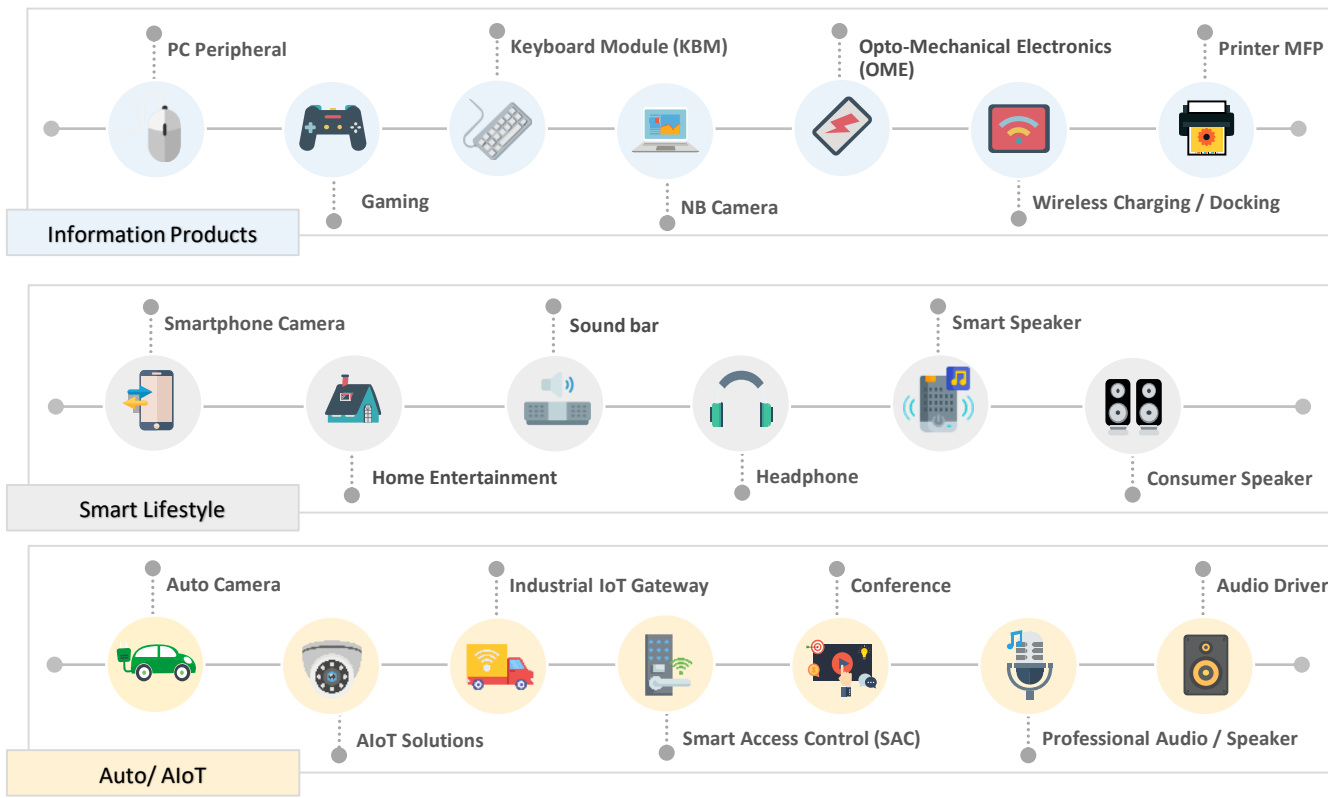 PC Peripheral
Keyboard Module (KBM)
Opto-Mechanical Electronics
(OME)
Printer MFP
Gaming
NB Camera
Wireless Charging / Docking
Information Products
Smartphone Camera
Sound bar
Smart Speaker
Home Entertainment
Headphone
Consumer Speaker
Smart Lifestyle
Auto Camera
Industrial IoT Gateway
Conference
Audio Driver
AIoT Solutions
Smart Access Control (SAC)
Professional Audio / Speaker
Auto/ AIoT